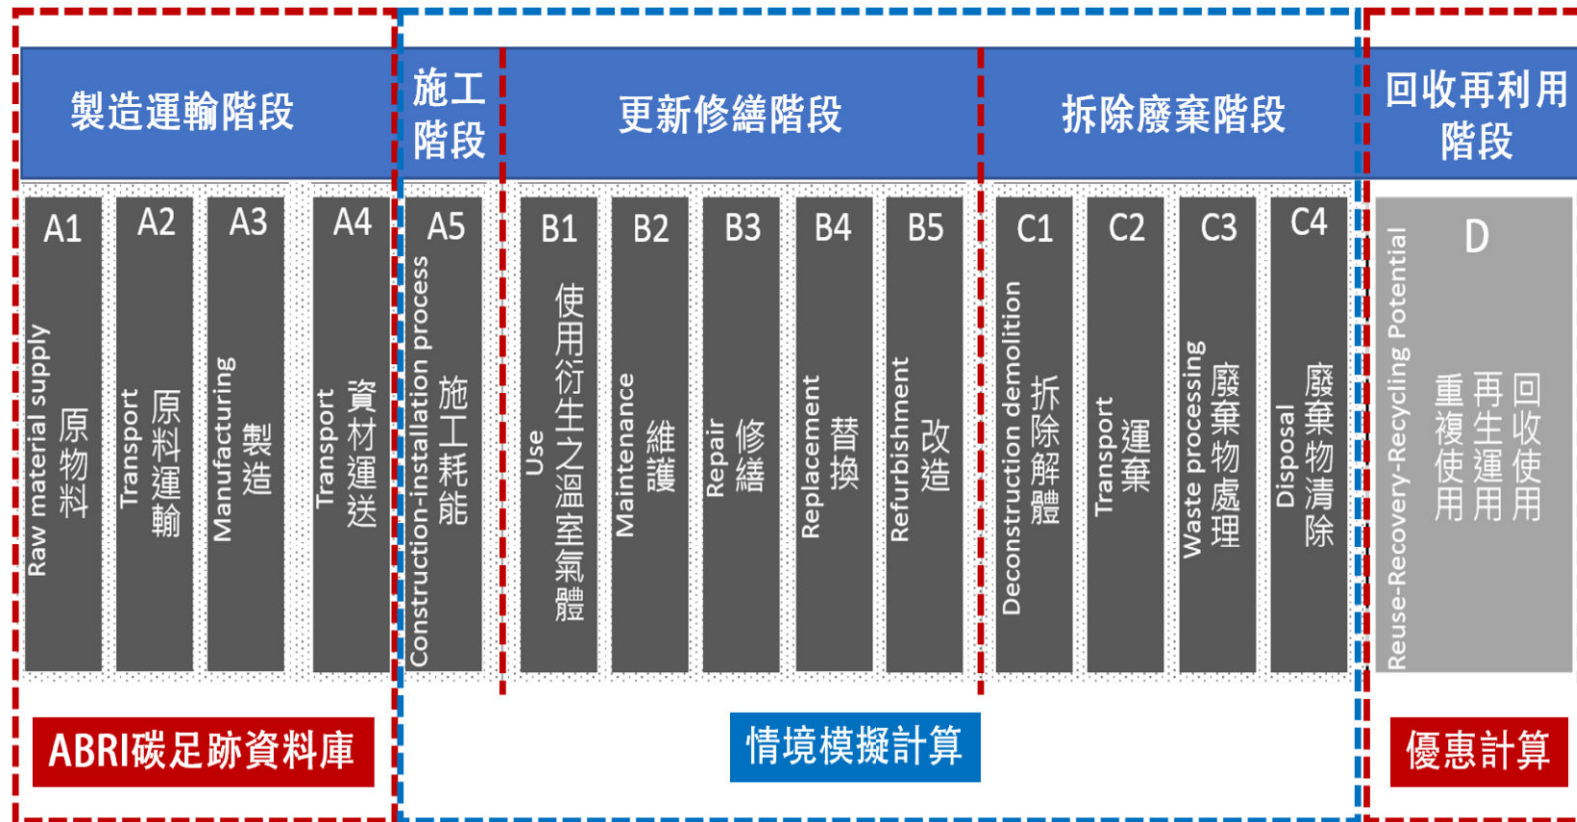 製造運輸階段
施工
階段
更新修繕階段
拆除廢棄階段
回收再利用
階段
A1
Raw material supply
原物料
A2
Transport
原料運輸
A3
Manufacturing
製造
A4
Transport
資材運送
A5
Construction-installation process
施工耗能
B1
Use
使用衍生之溫室氣體
B2
Maintenance
維護
B3
Repair
修繕
B4
Replacement
替換
B5
Refurbishment
改造
C1
Deconstruction demolition
拆除解體
C2
Transport
運棄
C3
Waste processing
廢棄物處理
C4
Disposal
廢棄物清除
D
Reuse-Recovery-Recycling Potential
重複使用
再生運用
回收使用
ABRI碳足跡資料庫
情境模擬計算
優惠計算